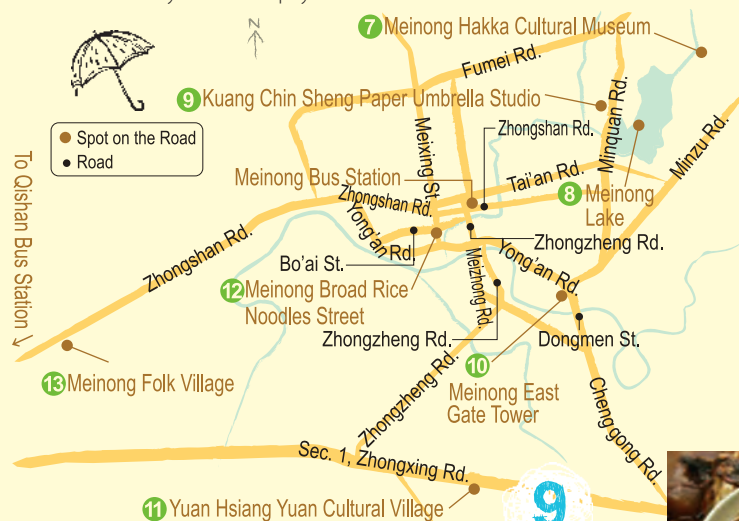 N
7 Meinong Hakka Cultural Museum
Fumei Rd.
9 Kuang Chin Sheng Paper Umbrella Studio
Spot on the Road
Road
Meixing St.
Minquan Rd.
Zhongshan Rd.
Minzu Rd.
Meinong Bus Station
Tai'an Rd.
8 Meinong
Lake
Zhongshan Rd.
Yong'an Rd.
Zhongzheng Rd.
To Qishan Bus Station
Zhongshan Rd.
Bo'ai St.
Meizhong Rd.
Yong'an Rd.
12 Meinong Broad Rice
Noodles Street
Zhongzheng Rd.
Dongmen St.
13 Meinong Folk Village
10
Meinong East
Gate Tower
Zhongzheng Rd.
Cheng'gong Rd.
Sec. 1, Zhongxing Rd.
11 Yuan Hsiang Yuan Cultural Village
9